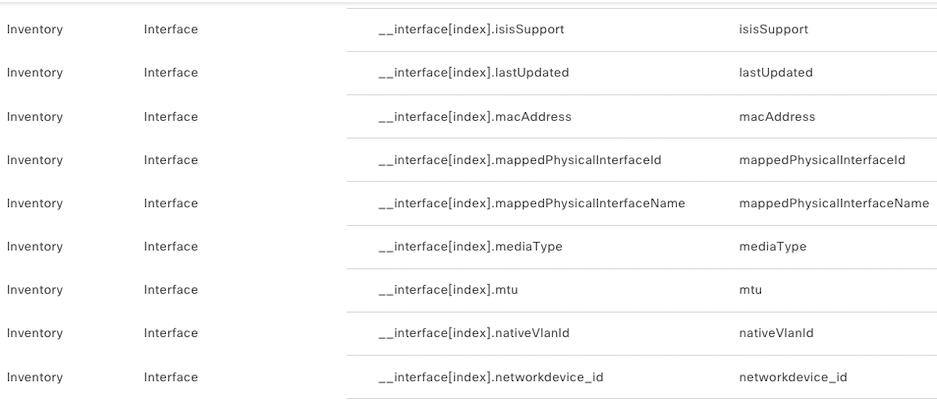 Inventory Interface __interface[index].isisSupport isisSupport
Inventory Interface __interface[index].lastUpdated lastUpdated
Inventory Interface __interface[index].macAddress macAddress
Inventory Interface __interface[index].mappedPhysicalInterfaceId mappedPhysicalInterfaceId
Inventory Interface __interface[index].mappedPhysicalInterfaceName mappedPhysicalInterfaceName
Inventory Interface __interface[index].mediaType mediaType
Inventory Interface __interface[index].mtu mtu
Inventory Interface __interface[index].nativeVlanId nativeVlanId
Inventory Interface __interface[index].networkdevice_id networkdevice_id